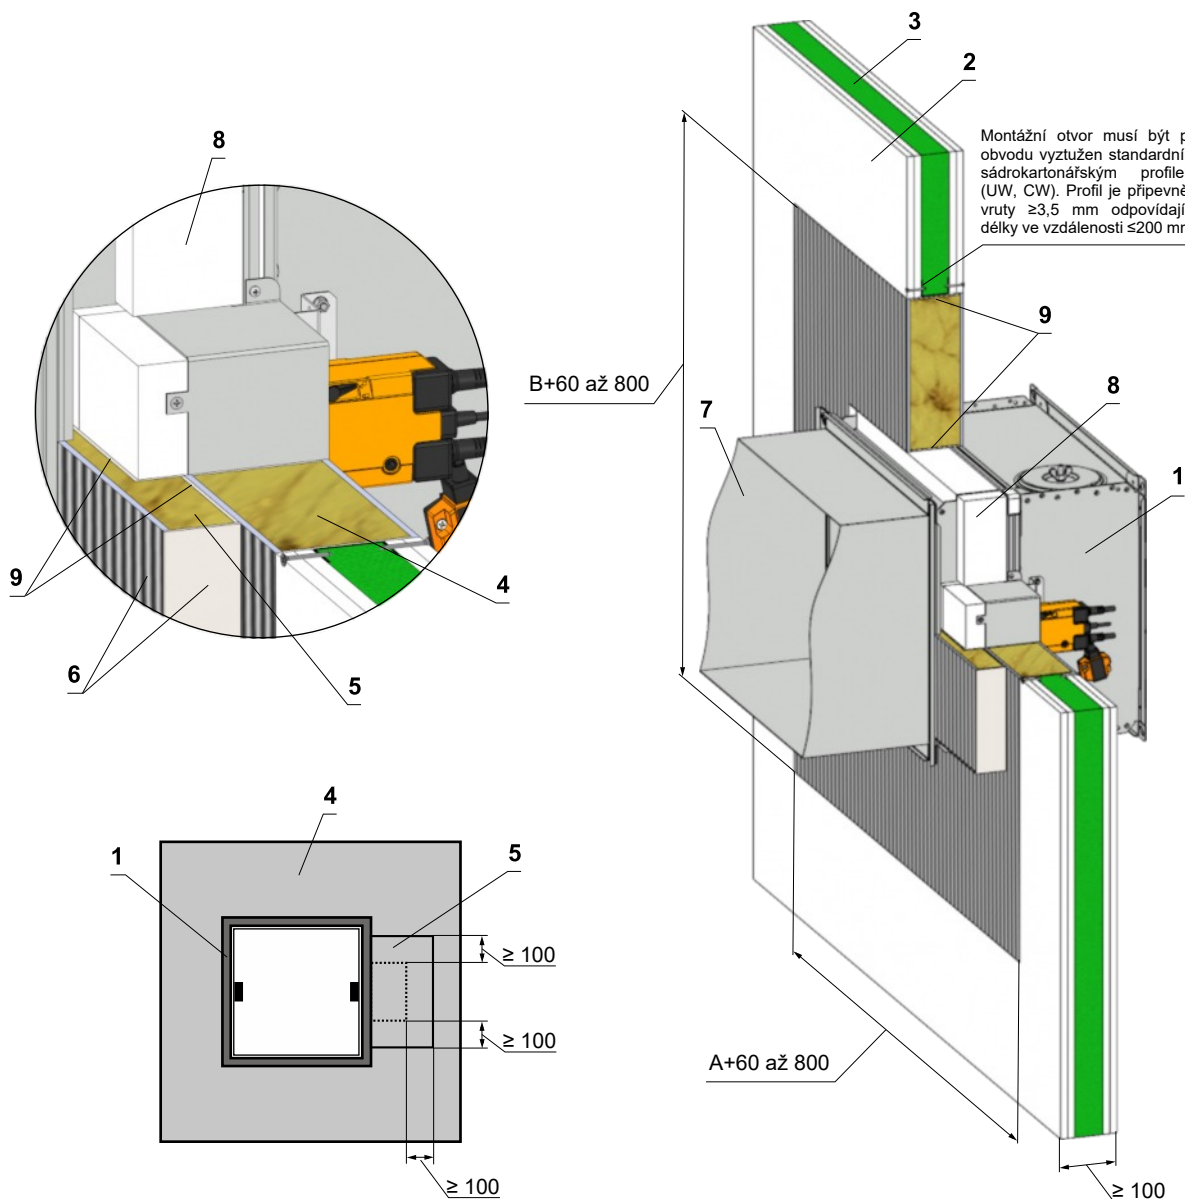 3
2
8
Montážní otvor musí být
obvodu vyztužen standardní
sádrokartonářským profile
(UW, CW). Profil je připevně
vruty ≥3,5 mm odpovídají
délky ve vzdálenosti ≤200 mm
9
B+60 až 800
8
7
1
9
4
6
5
4
1
5
≥ 100
≥ 100
≥ 100
A+60 až 800
≥ 100